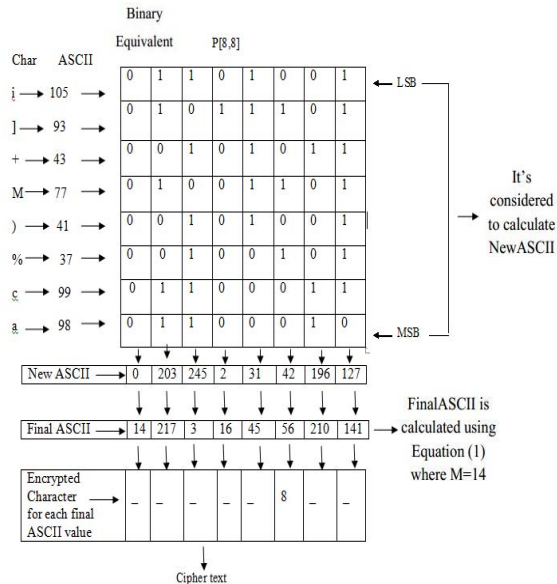 Binary
Equivalent P[8,8]
Char ASCII
i 105 0 1 1 0 1 0 0 1 LSB
] 93 0 1 0 1 1 1 0 1
+ 43 0 0 1 0 1 0 1 1
M 77 0 1 0 0 1 1 0 1
) 41 0 0 1 0 1 0 0 1
% 37 0 0 1 0 0 1 0 1
c 99 0 1 1 0 0 0 1 1
a 98 0 1 1 0 0 0 1 0 MSB
It's
considered
to calculate
NewASCII
New ASCII 0 203 245 2 31 42 196 127
Final ASCII 14 217 3 16 45 56 210 141
FinalASCII is
calculated using
Equation (1)
where M=14
Encrypted
Character
for each final
ASCII value
_ _ _ _ _ 8 _ _
Cipher text